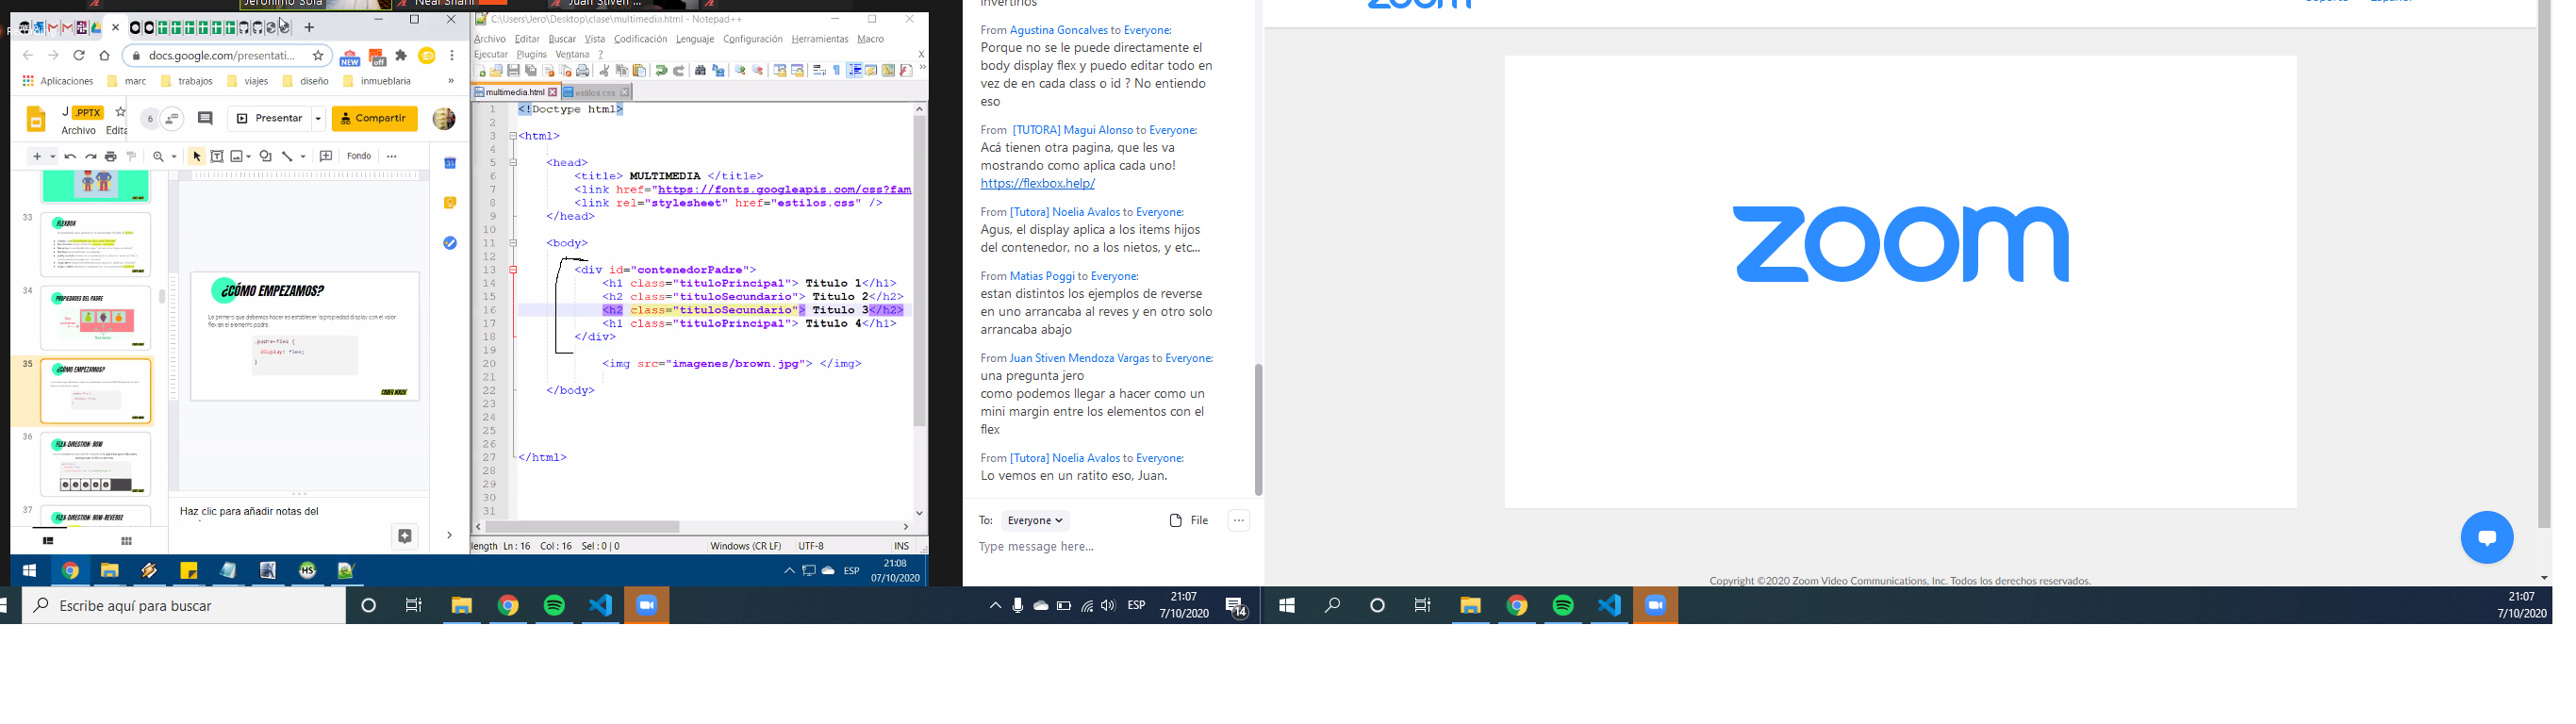 Jeronimo Sola
Neal Sharif
Juan Stiven ...
docs.google.com/presentati...
NEW
off
Aplicaciones
marc
trabajos
viajes
diseño
inmueblaria
»
J .PPTX
Archivo Edita
6
Presentar
Compartir
Fondo
33
FLEXBOX
34
PROPIEDADES DEL PADRE
35
¿CÓMO EMPEZAMOS?
36
FLEX-DIRECTION: ROW
37
FLEX-DIRECTION: ROW-REVERSE
¿CÓMO EMPEZAMOS?
Lo primero que debemos hacer es establecer la propiedad display con el valor
flex en el elemento padre.
.padre-flex {
display: flex;
}
CODER HOUSE
Haz clic para añadir notas del
C:\Users\Jero\Desktop\clase\multimedia.html - Notepad++
Archivo Editar Buscar Vista Codificación Lenguaje Configuración Herramientas Macro
Ejecutar Plugins Ventana ? X
multimedia.html estilos.css
1 <!Doctype html>
2
3 <html>
4
5 <head>
6 <title> MULTIMEDIA </title>
7 <link href="https://fonts.googleapis.com/css?fam
8 <link rel="stylesheet" href="estilos.css" />
9 </head>
10
11 <body>
12
13 <div id="contenedorPadre">
14 <h1 class="tituloPrincipal"> Titulo 1</h1>
15 <h2 class="tituloSecundario"> Titulo 2</h2>
16 <h2 class="tituloSecundario"> Titulo 3</h2>
17 <h1 class="tituloPrincipal"> Titulo 4</h1>
18 </div>
19
20 <img src="imagenes/brown.jpg"> </img>
21
22 </body>
23
24
25
26
27 </html>
28
29
30
31
length Ln : 16 Col : 16 Sel : 0 | 0 Windows (CR LF) UTF-8 INS
ESP
21:08
07/10/2020
invertirlos
From Agustina Goncalves to Everyone:
Porque no se le puede directamente el
body display flex y puedo editar todo en
vez de en cada class o id ? No entiendo
eso
From [TUTORA] Magui Alonso to Everyone:
Acá tienen otra pagina, que les va
mostrando como aplica cada uno!
https://flexbox.help/
From [Tutora] Noelia Avalos to Everyone:
Agus, el display aplica a los items hijos
del contenedor, no a los nietos, y etc...
From Matias Poggi to Everyone:
estan distintos los ejemplos de reverse
en uno arrancaba al reves y en otro solo
arrancaba abajo
From Juan Stiven Mendoza Vargas to Everyone:
una pregunta jero
como podemos llegar a hacer como un
mini margin entre los elementos con el
flex
From [Tutora] Noelia Avalos to Everyone:
Lo vemos en un ratito eso, Juan.
To: Everyone File ...
Type message here...
zoom
Soporte Español
zoom
Copyright ©2020 Zoom Video Communications, Inc. Todos los derechos reservados.
Escribe aquí para buscar
ESP
21:07
7/10/2020
14
21:07
7/10/2020